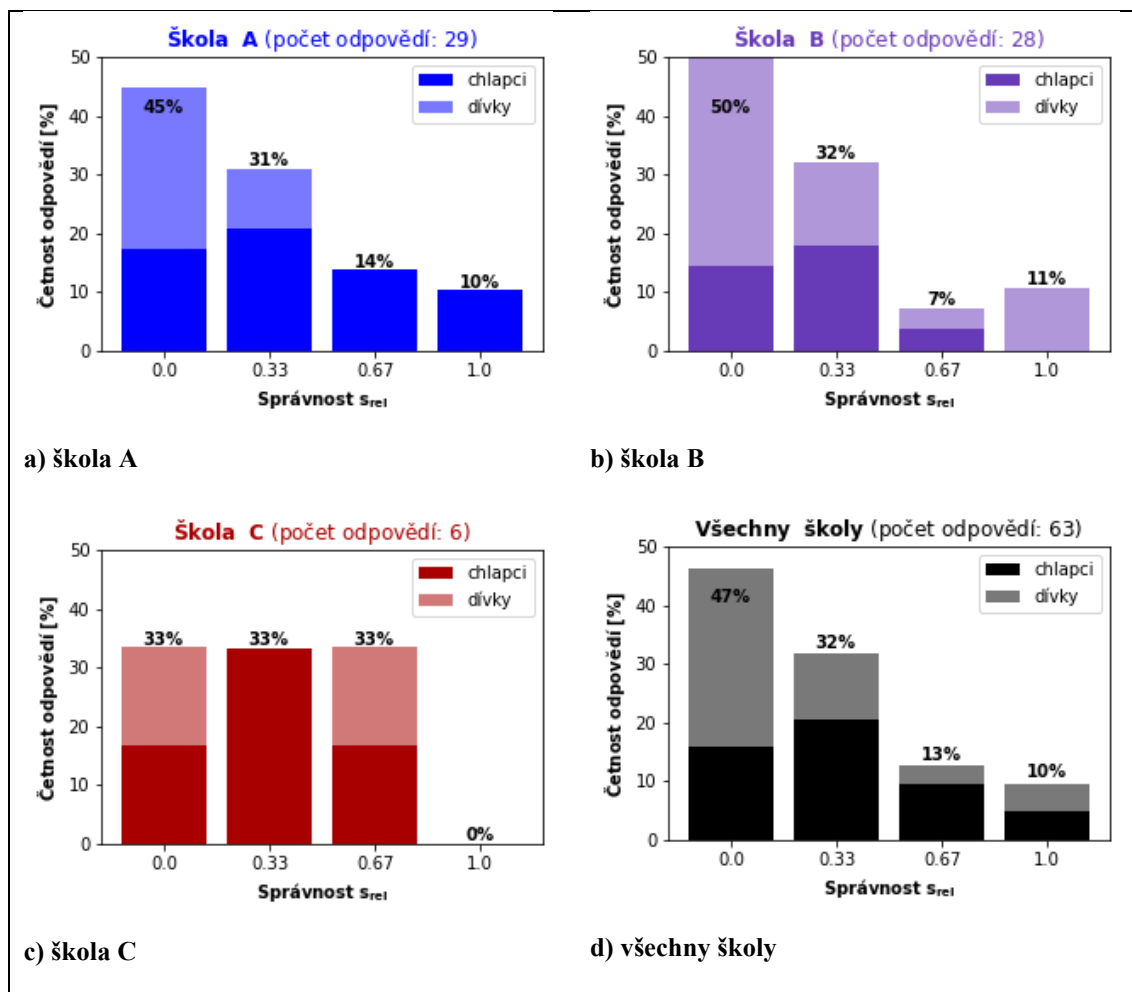 Škola A (počet odpovědí: 29)
Četnost odpovědí [%]
50
40
30
20
10
0
45%
31%
14%
10%
chlapci
dívky
0.0 0.33 0.67 1.0
Správnost s_rel
a) škola A
Škola B (počet odpovědí: 28)
Četnost odpovědí [%]
50
40
30
20
10
0
50%
32%
7%
11%
chlapci
dívky
0.0 0.33 0.67 1.0
Správnost s_rel
b) škola B
Škola C (počet odpovědí: 6)
Četnost odpovědí [%]
50
40
30
20
10
0
33%
33%
33%
0%
chlapci
dívky
0.0 0.33 0.67 1.0
Správnost s_rel
c) škola C
Všechny školy (počet odpovědí: 63)
Četnost odpovědí [%]
50
40
30
20
10
0
47%
32%
13%
10%
chlapci
dívky
0.0 0.33 0.67 1.0
Správnost s_rel
d) všechny školy